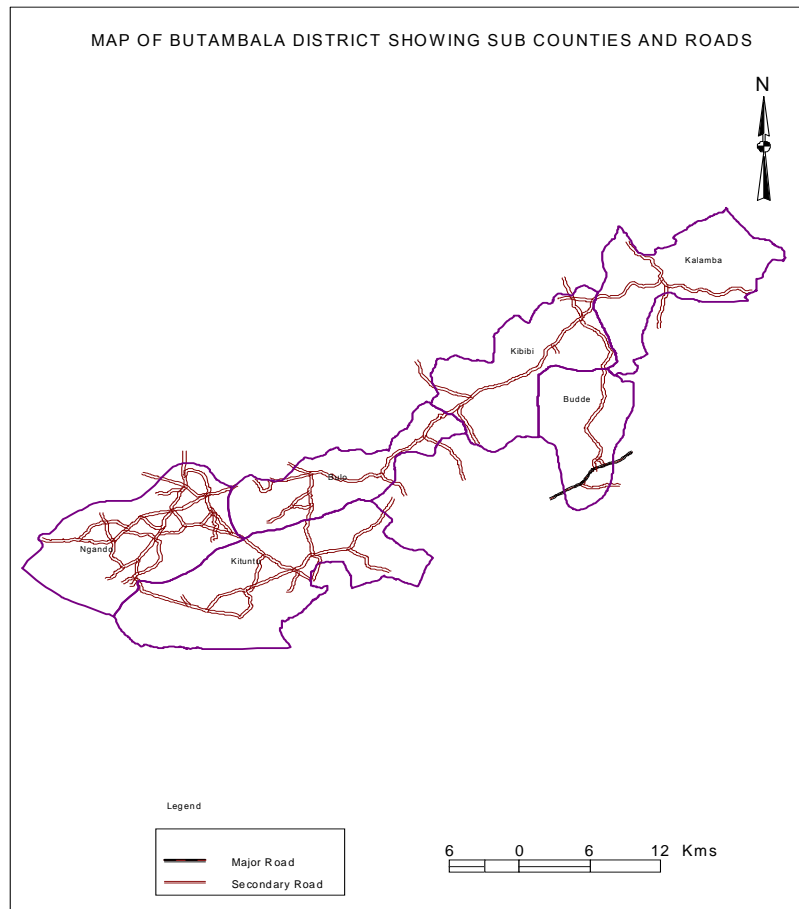 MAP OF BUTAMBALA DISTRICT SHOWING SUB COUNTIES AND ROADS
N
Kalamba
Kibibi
Budde
Bulo
Ngando
Kituntu
Legend
Major Road
Secondary Road
6 0 6 12 Kms